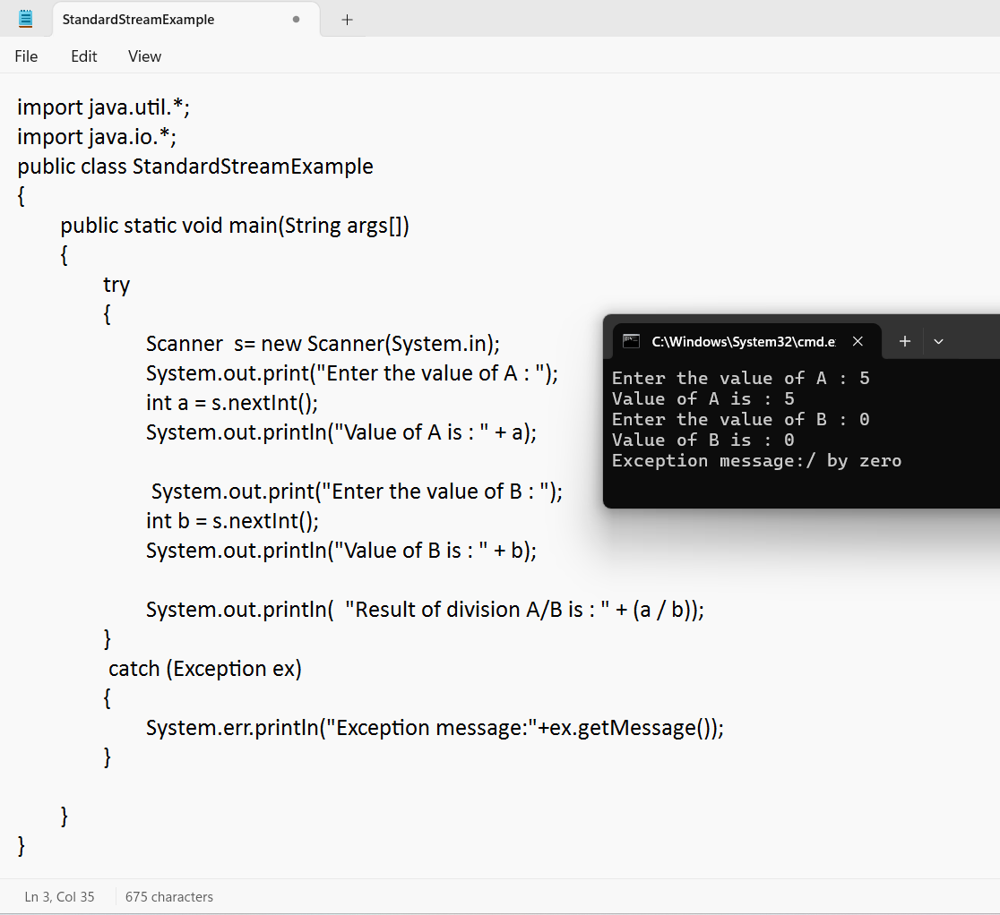 StandardStreamExample
File Edit View
import java.util.*;
import java.io.*;
public class StandardStreamExample
{
public static void main(String args[])
{
try
{
Scanner  s= new Scanner(System.in);
System.out.print("Enter the value of A : ");
int a = s.nextInt();
System.out.println("Value of A is : " + a);
System.out.print("Enter the value of B : ");
int b = s.nextInt();
System.out.println("Value of B is : " + b);
System.out.println(  "Result of division A/B is : " + (a / b));
}
catch (Exception ex)
{
System.err.println("Exception message:"+ex.getMessage());
}
}
}
C:\Windows\System32\cmd.e
Enter the value of A : 5
Value of A is : 5
Enter the value of B : 0
Value of B is : 0
Exception message:/ by zero
Ln 3, Col 35 675 characters